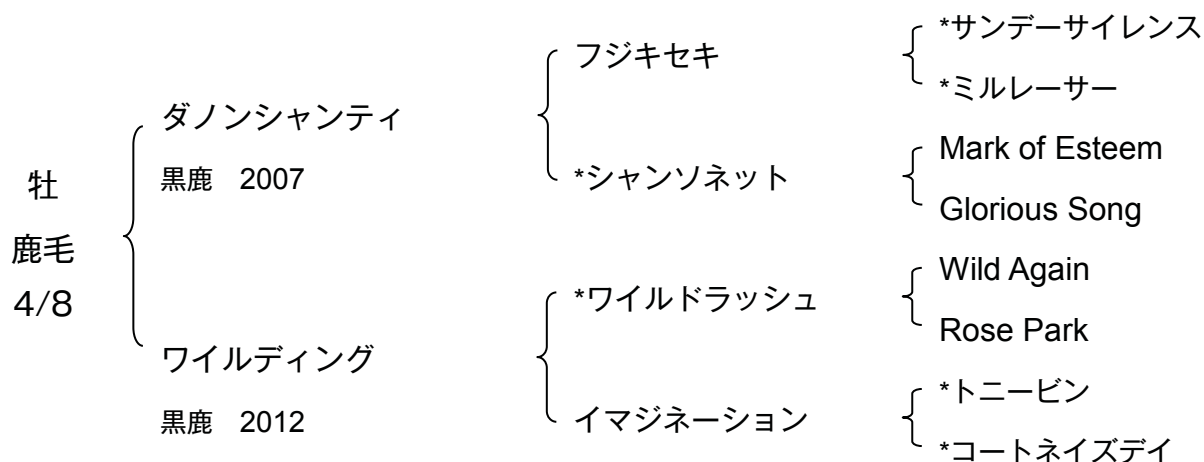 牡
鹿毛
4/8
ダノンシャンティ
黒鹿 2007
ワイルディング
黒鹿 2012
フジキセキ
*シャンソネット
*ワイルドラッシュ
イマジネーション
*サンデーサイレンス
*ミルレーサー
Mark of Esteem
Glorious Song
Wild Again
Rose Park
*トニービン
*コートネイズデイ